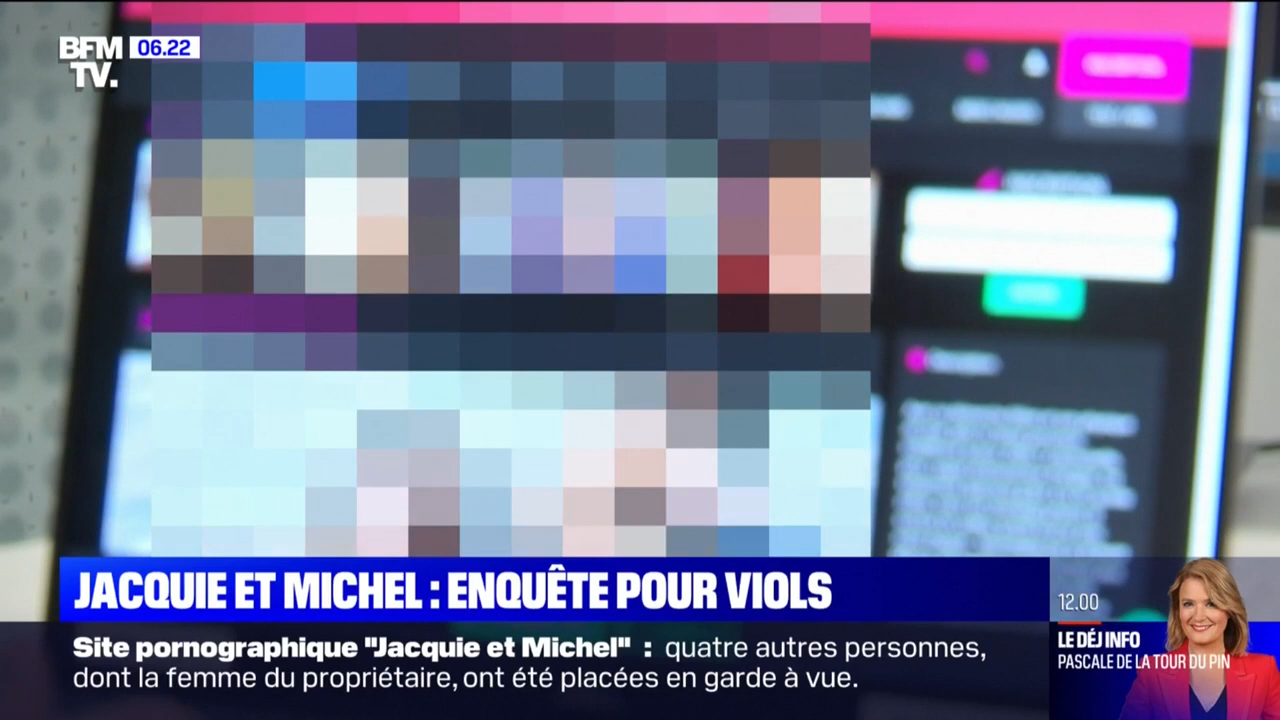 BFM
TV.
06.22
JACQUIE ET MICHEL : ENQUÊTE POUR VIOLS
Site pornographique "Jacquie et Michel" : quatre autres personnes,
dont la femme du propriétaire, ont été placées en garde à vue.
12.00
LE DÉJ INFO
PASCALE DE LA TOUR DU PIN